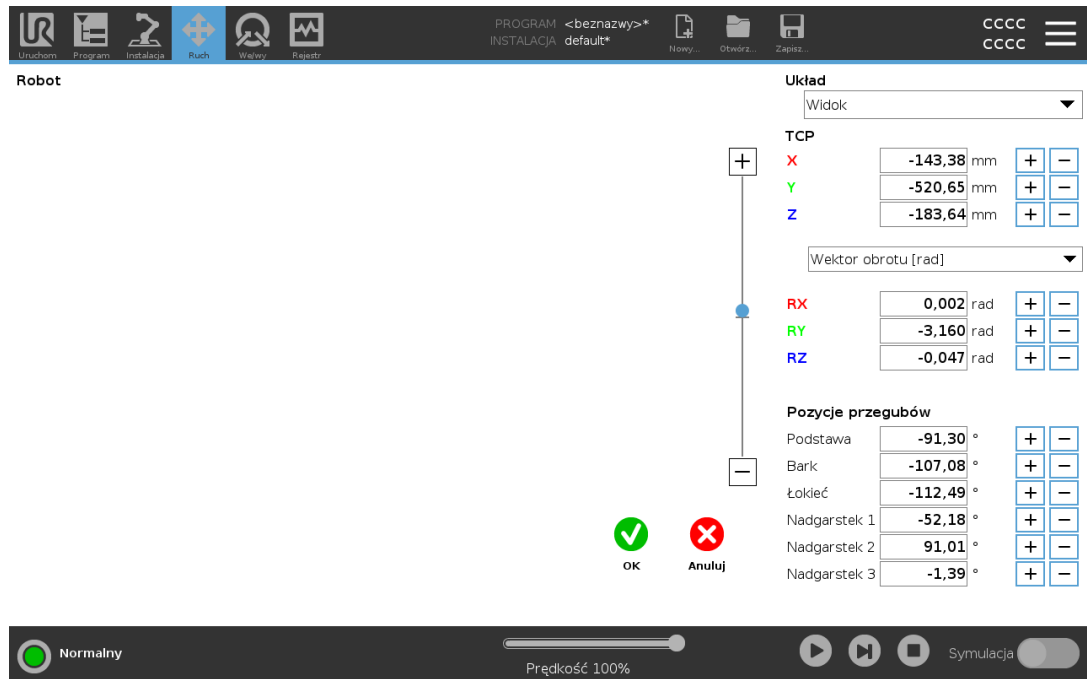 PROGRAM <beznazwy>*
INSTALACJA default*
cccc
cccc
Uruchom Program Instalacja Ruch We/wy Rejestr Nowy... Otwórz... Zapisz...
Robot
Układ
Widok
TCP
X -143,38 mm + −
Y -520,65 mm + −
Z -183,64 mm + −
Wektor obrotu [rad]
RX 0,002 rad + −
RY -3,160 rad + −
RZ -0,047 rad + −
Pozycje przegubów
Podstawa -91,30 ° + −
Bark -107,08 ° + −
Łokieć -112,49 ° + −
Nadgarstek 1 -52,18 ° + −
Nadgarstek 2 91,01 ° + −
Nadgarstek 3 -1,39 ° + −
OK Anuluj
Normalny
Prędkość 100%
Symulacja